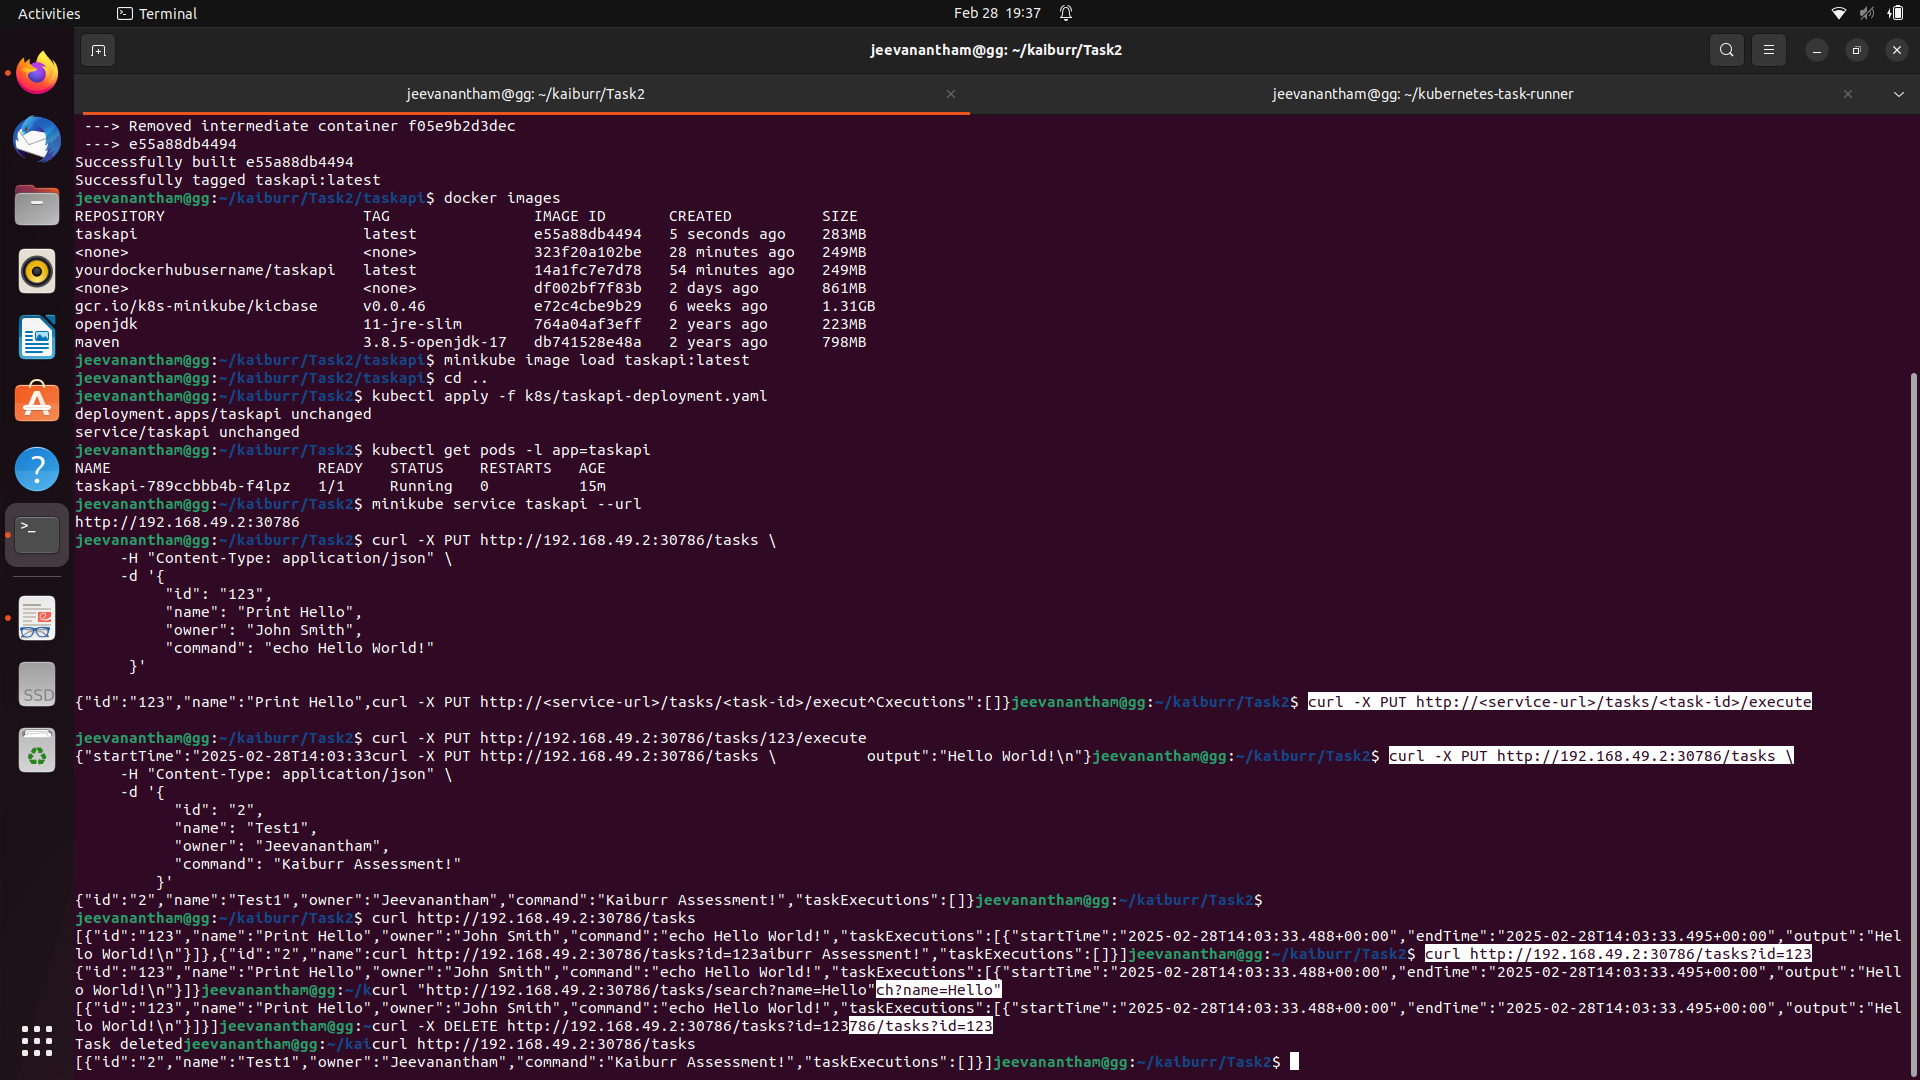 Activities
Terminal
Feb 28 19:37
jeevanantham@gg: ~/kaiburr/Task2
jeevanantham@gg: ~/kaiburr/Task2
jeevanantham@gg: ~/kubernetes-task-runner
---> Removed intermediate container f05e9b2d3dec
---> e55a88db4494
Successfully built e55a88db4494
Successfully tagged taskapi:latest
jeevanantham@gg:~/kaiburr/Task2/taskapi$ docker images
REPOSITORY TAG IMAGE ID CREATED SIZE
taskapi latest e55a88db4494 5 seconds ago 283MB
<none> <none> 323f20a102be 28 minutes ago 249MB
yourdockerhubusername/taskapi latest 14a1fc7e7d78 54 minutes ago 249MB
<none> <none> df002bf7f83b 2 days ago 861MB
gcr.io/k8s-minikube/kicbase v0.0.46 e72c4cbe9b29 6 weeks ago 1.31GB
openjdk 11-jre-slim 764a04af3eff 2 years ago 223MB
maven 3.8.5-openjdk-17 db741528e48a 2 years ago 798MB
jeevanantham@gg:~/kaiburr/Task2/taskapi$ minikube image load taskapi:latest
jeevanantham@gg:~/kaiburr/Task2/taskapi$ cd ..
jeevanantham@gg:~/kaiburr/Task2$ kubectl apply -f k8s/taskapi-deployment.yaml
deployment.apps/taskapi unchanged
service/taskapi unchanged
jeevanantham@gg:~/kaiburr/Task2$ kubectl get pods -l app=taskapi
NAME READY STATUS RESTARTS AGE
taskapi-789ccbbb4b-f4lpz 1/1 Running 0 15m
jeevanantham@gg:~/kaiburr/Task2$ minikube service taskapi --url
http://192.168.49.2:30786
jeevanantham@gg:~/kaiburr/Task2$ curl -X PUT http://192.168.49.2:30786/tasks \
-H "Content-Type: application/json" \
-d '{
"id": "123",
"name": "Print Hello",
"owner": "John Smith",
"command": "echo Hello World!"
}'
{"id":"123","name":"Print Hello",curl -X PUT http://<service-url>/tasks/<task-id>/execut^Cxecutions":[]}jeevanantham@gg:~/kaiburr/Task2$ curl -X PUT http://<service-url>/tasks/<task-id>/execute
jeevanantham@gg:~/kaiburr/Task2$ curl -X PUT http://192.168.49.2:30786/tasks/123/execute
{"startTime":"2025-02-28T14:03:33curl -X PUT http://192.168.49.2:30786/tasks \ output":"Hello World!\n"}jeevanantham@gg:~/kaiburr/Task2$ curl -X PUT http://192.168.49.2:30786/tasks \
-H "Content-Type: application/json" \
-d '{
"id": "2",
"name": "Test1",
"owner": "Jeevanantham",
"command": "Kaiburr Assessment!"
}'
{"id":"2","name":"Test1","owner":"Jeevanantham","command":"Kaiburr Assessment!","taskExecutions":[]}jeevanantham@gg:~/kaiburr/Task2$
jeevanantham@gg:~/kaiburr/Task2$ curl http://192.168.49.2:30786/tasks
[{"id":"123","name":"Print Hello","owner":"John Smith","command":"echo Hello World!","taskExecutions":[{"startTime":"2025-02-28T14:03:33.488+00:00","endTime":"2025-02-28T14:03:33.495+00:00","output":"Hel
lo World!\n"}]},{"id":"2","name":curl http://192.168.49.2:30786/tasks?id=123aiburr Assessment!","taskExecutions":[]}]jeevanantham@gg:~/kaiburr/Task2$ curl http://192.168.49.2:30786/tasks?id=123
{"id":"123","name":"Print Hello","owner":"John Smith","command":"echo Hello World!","taskExecutions":[{"startTime":"2025-02-28T14:03:33.488+00:00","endTime":"2025-02-28T14:03:33.495+00:00","output":"Hell
o World!\n"}]}jeevanantham@gg:~/kcurl "http://192.168.49.2:30786/tasks/search?name=Hello"ch?name=Hello"
[{"id":"123","name":"Print Hello","owner":"John Smith","command":"echo Hello World!","taskExecutions":[{"startTime":"2025-02-28T14:03:33.488+00:00","endTime":"2025-02-28T14:03:33.495+00:00","output":"Hel
lo World!\n"}]}]jeevanantham@gg:~curl -X DELETE http://192.168.49.2:30786/tasks?id=123786/tasks?id=123
Task deletedjeevanantham@gg:~/kaicurl http://192.168.49.2:30786/tasks
[{"id":"2","name":"Test1","owner":"Jeevanantham","command":"Kaiburr Assessment!","taskExecutions":[]}]jeevanantham@gg:~/kaiburr/Task2$
SSD